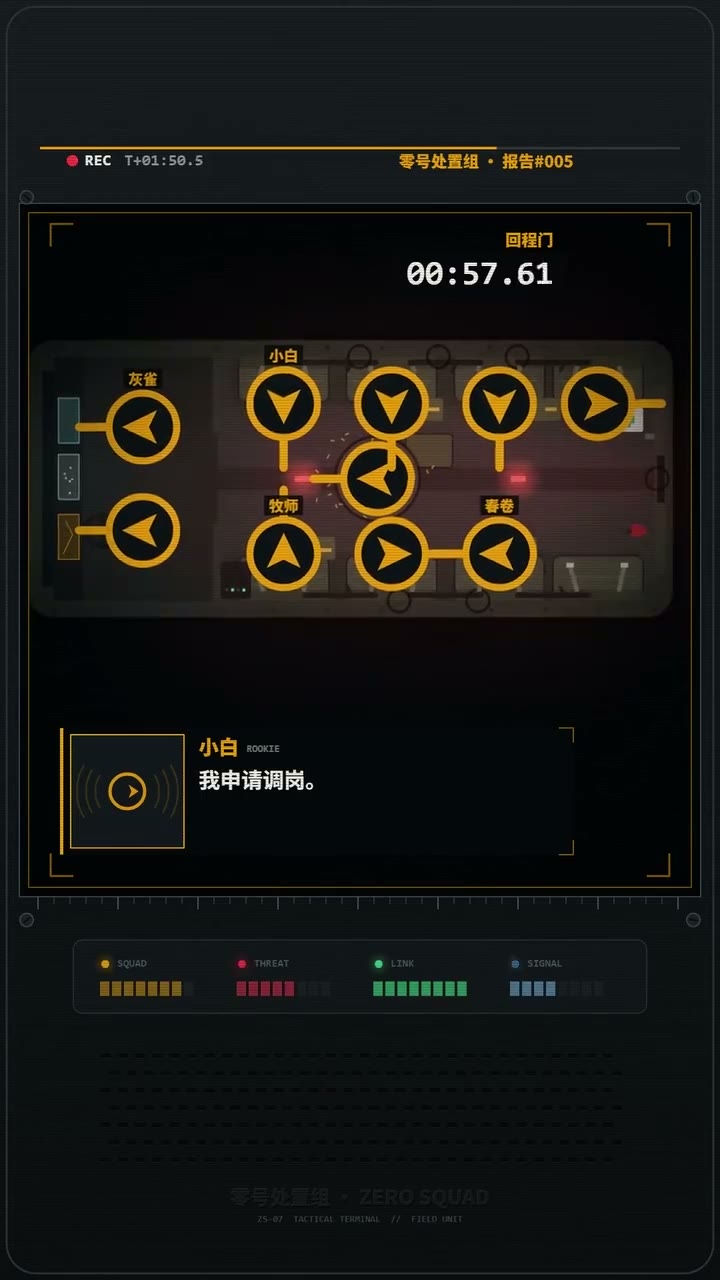 REC T+01:50.5
零号处置组 • 报告#005
回程门
00:57.61
小白
灰雀
牧师
春卷
小白 ROOKIE
我申请调岗。
SQUAD
THREAT
LINK
SIGNAL
零号处置组 • ZERO SQUAD
ZS-07 TACTICAL TERMINAL // FIELD UNIT